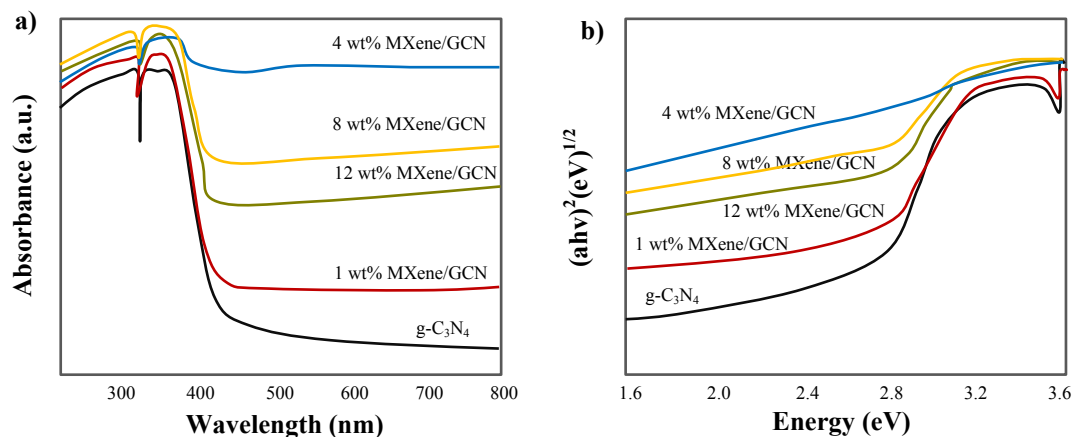 a)
4 wt% MXene/GCN
8 wt% MXene/GCN
12 wt% MXene/GCN
1 wt% MXene/GCN
g-C₃N₄
Absorbance (a.u.)
300 400 500 600 700 800
Wavelength (nm)
b)
4 wt% MXene/GCN
8 wt% MXene/GCN
12 wt% MXene/GCN
1 wt% MXene/GCN
g-C₃N₄
(ahv)²(eV)¹/²
1.6 2.0 2.4 2.8 3.2 3.6
Energy (eV)